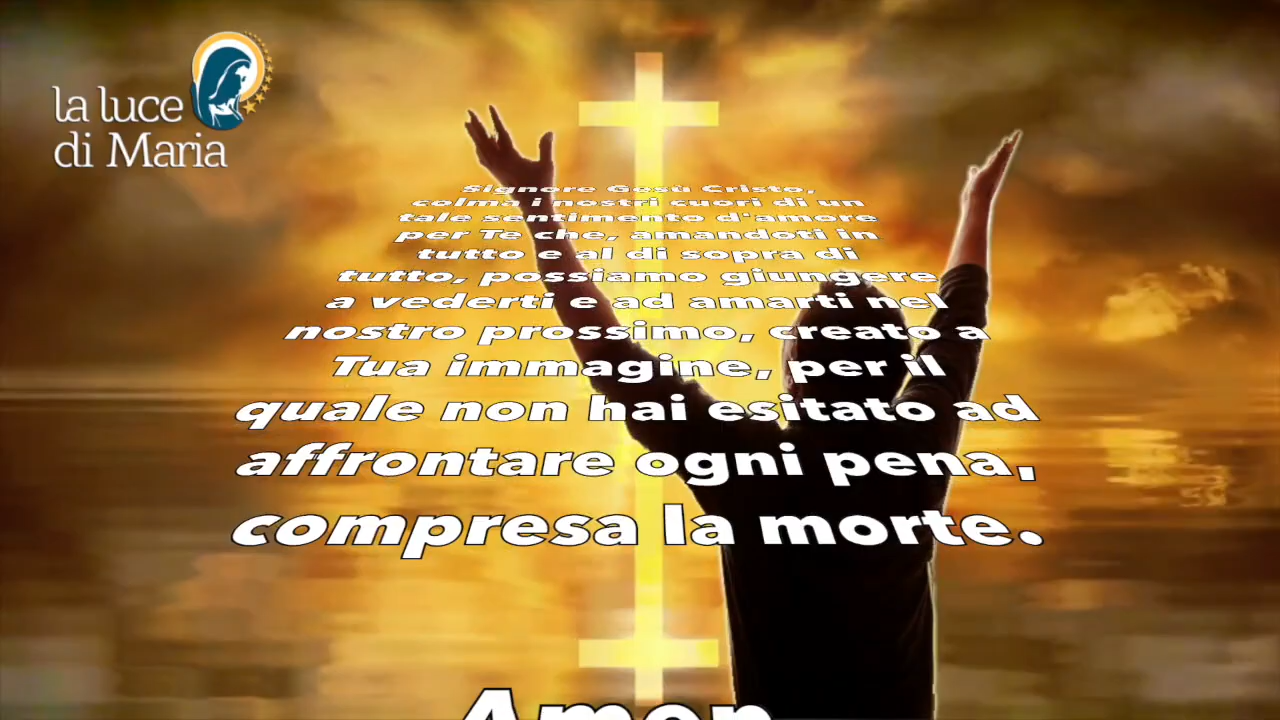 la luce
di Maria
Signore Gesù Cristo,
colma i nostri cuori di un
tale sentimento d'amore
per Te che, amandoti in
tutto e al di sopra di
tutto, possiamo giungere
a vederti e ad amarti nel
nostro prossimo, creato a
Tua immagine, per il
quale non hai esitato ad
affrontare ogni pena,
compresa la morte.
Amen